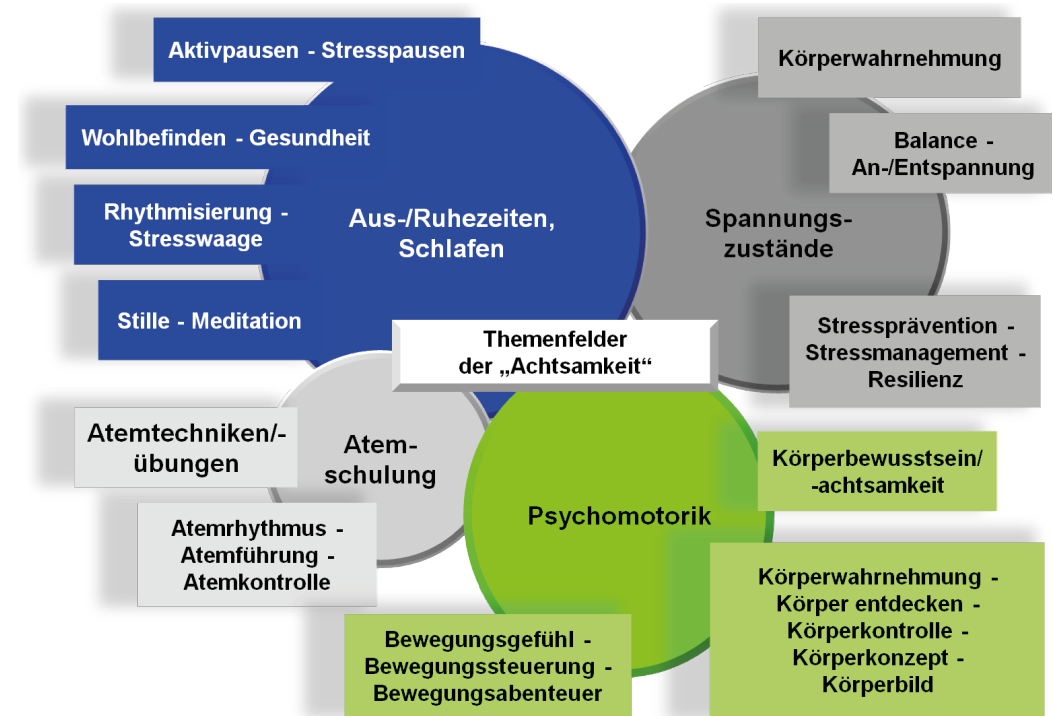 Aktivpausen - Stresspausen
Wohlbefinden - Gesundheit
Rhythmisierung -
Stresswaage
Stille - Meditation
Aus-/Ruhezeiten,
Schlafen
Körperwahrnehmung
Balance -
An-/Entspannung
Spannungs-
zustände
Stressprävention -
Stressmanagement -
Resilienz
Themenfelder
der „Achtsamkeit“
Atemtechniken/-
übungen
Atem-
schulung
Atemrhythmus -
Atemführung -
Atemkontrolle
Psychomotorik
Körperbewusstsein/
-achtsamkeit
Körperwahrnehmung -
Körper entdecken -
Körperkontrolle -
Körperkonzept -
Körperbild
Bewegungsgefühl -
Bewegungssteuerung -
Bewegungsabenteuer